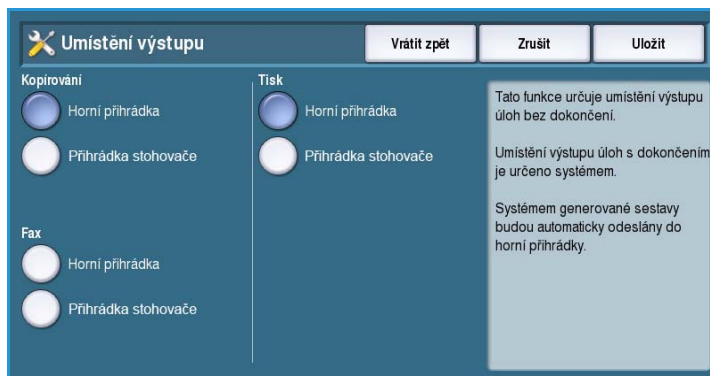 Umístění výstupu
Vrátit zpět
Zrušit
Uložit
Kopírování
Horní přihrádka
Přihrádka stohovače
Tisk
Horní přihrádka
Přihrádka stohovače
Fax
Horní přihrádka
Přihrádka stohovače
Tato funkce určuje umístění výstupu
úloh bez dokončení.
Umístění výstupu úloh s dokončením
je určeno systémem.
Systémem generované sestavy
budou automaticky odeslány do
horní přihrádky.